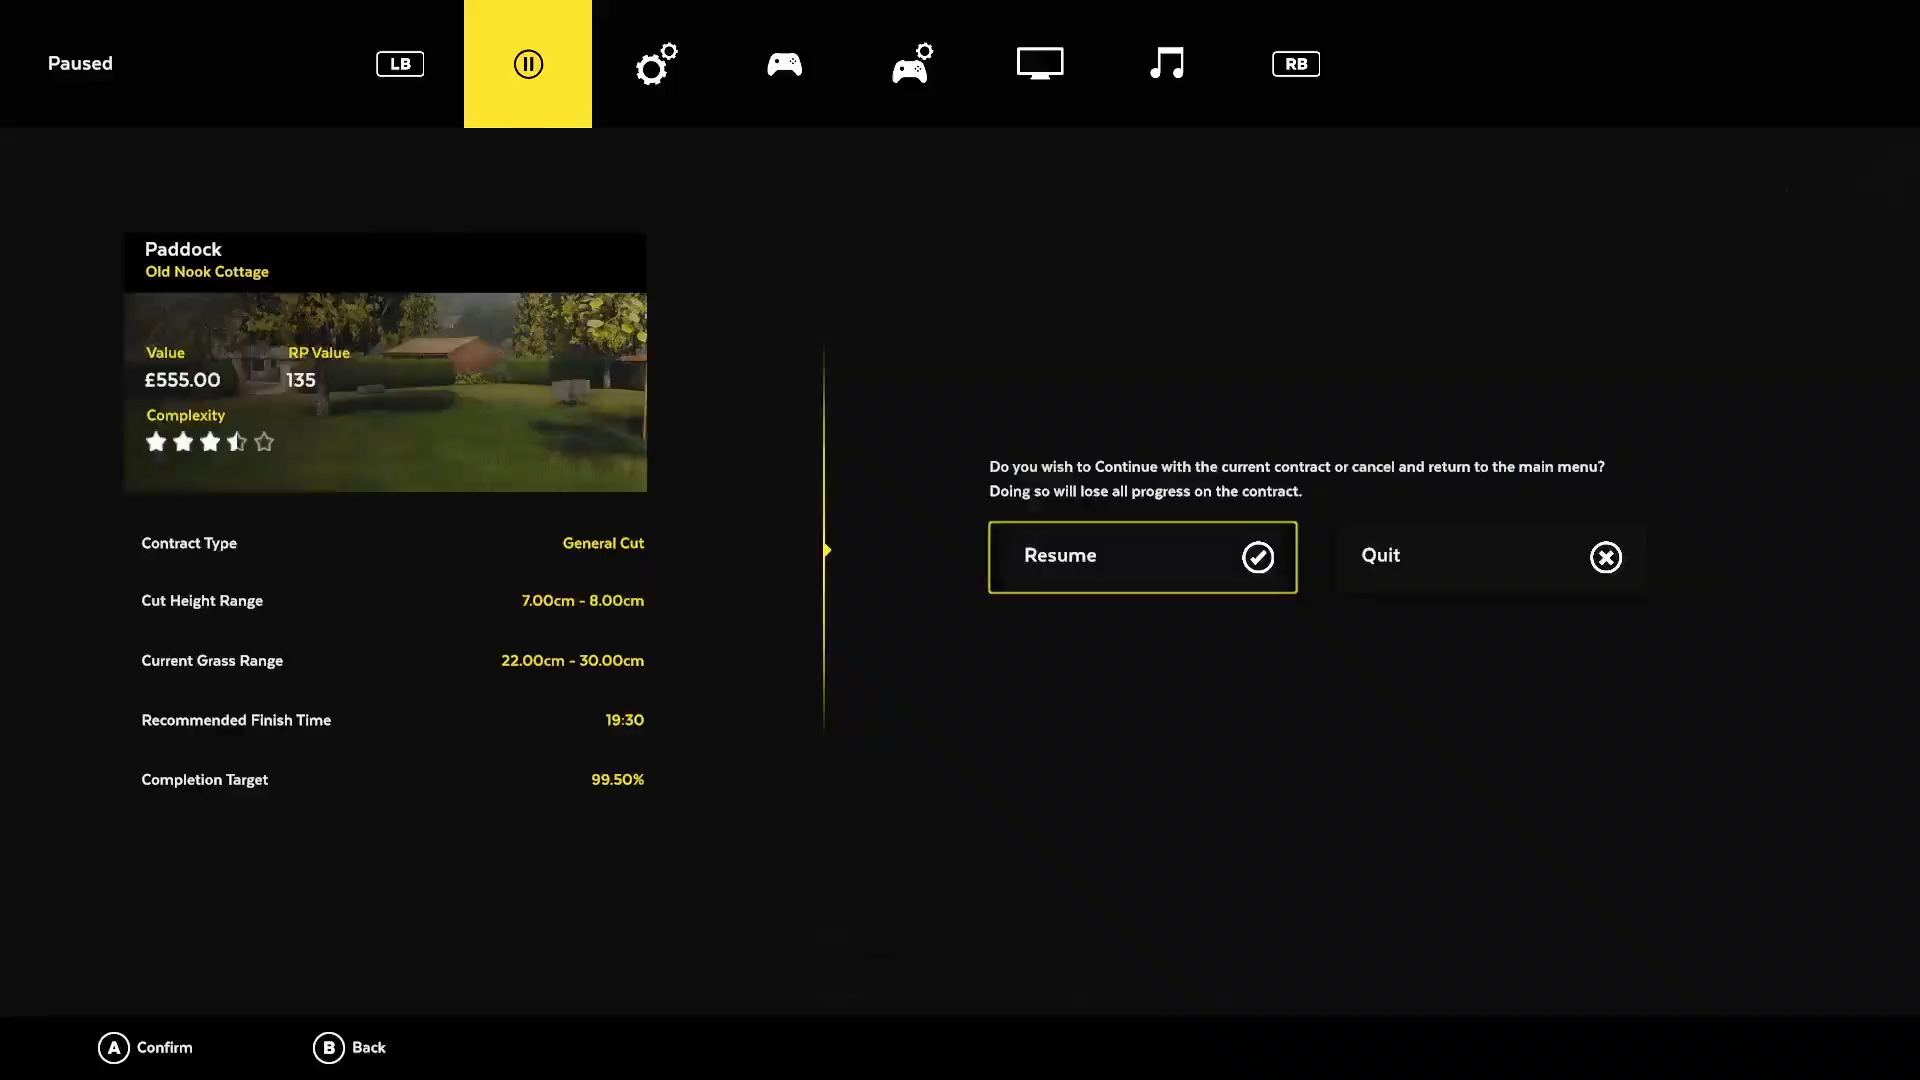 Paused
LB
RB
Paddock
Old Nook Cottage
Value RP Value
£555.00 135
Complexity
Contract Type General Cut
Cut Height Range 7.00cm - 8.00cm
Current Grass Range 22.00cm - 30.00cm
Recommended Finish Time 19:30
Completion Target 99.50%
Do you wish to Continue with the current contract or cancel and return to the main menu?
Doing so will lose all progress on the contract.
Resume Quit
A Confirm B Back